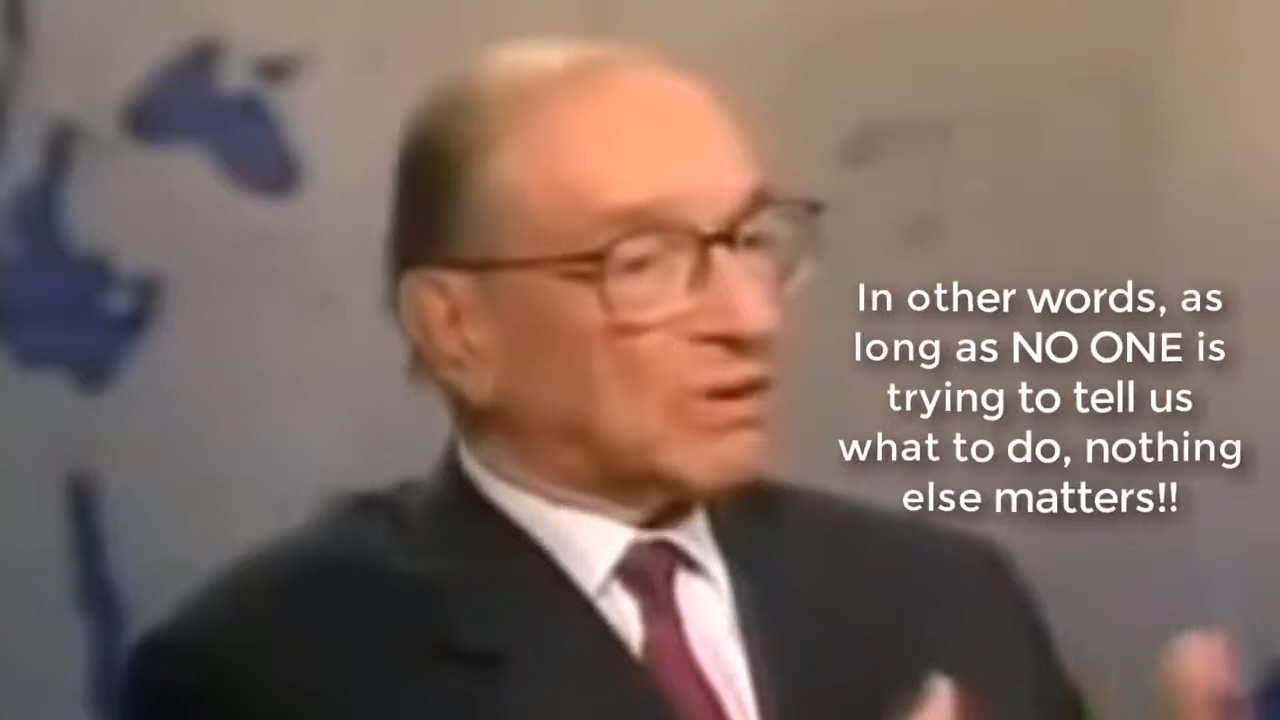 In other words, as
long as NO ONE is
trying to tell us
what to do, nothing
else matters!!